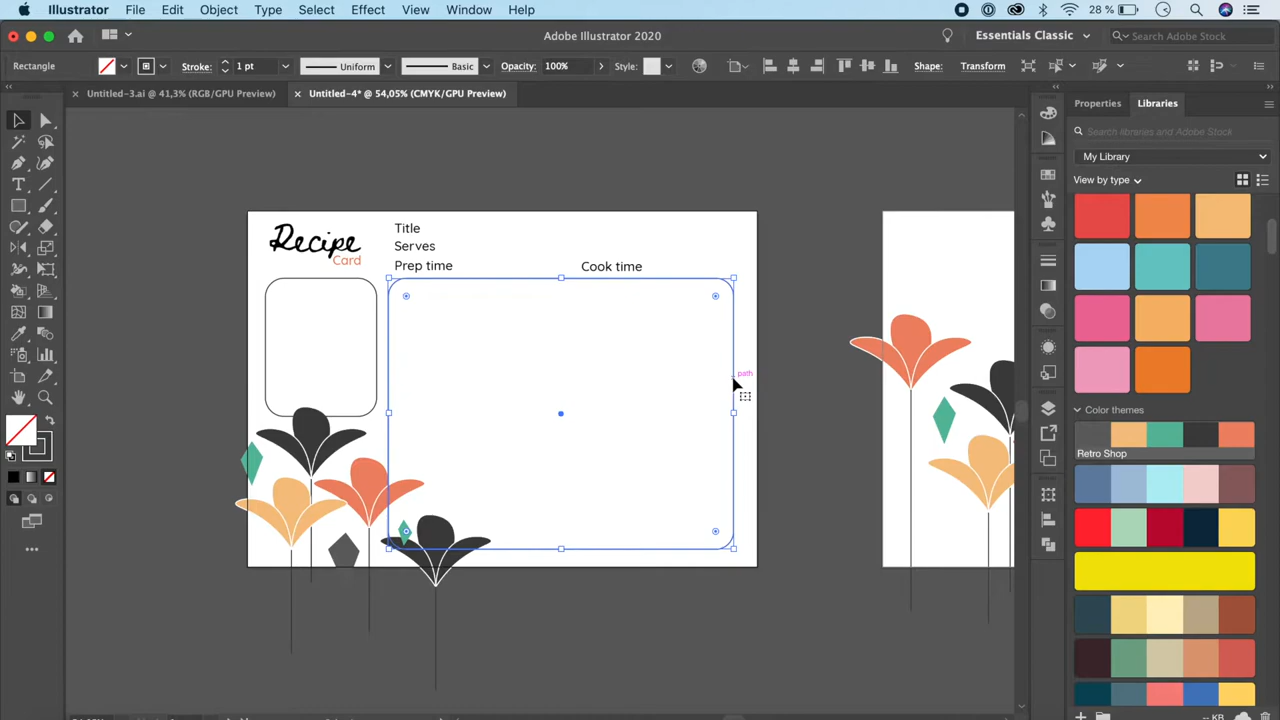 Illustrator File Edit Object Type Select Effect View Window Help 28 %
Adobe Illustrator 2020 Essentials Classic Search Adobe Stock
Rectangle Stroke: 1 pt Uniform Basic Opacity: 100% Style: Shape: Transform
Untitled-3.ai @ 41,3% (RGB/GPU Preview) Untitled-4* @ 54,05% (CMYK/GPU Preview)
Properties Libraries
Search libraries and Adobe Stock
My Library
View by type
Recipe
Card
Title
Serves
Prep time
Cook time
path
Color themes
Retro Shop
-- KB